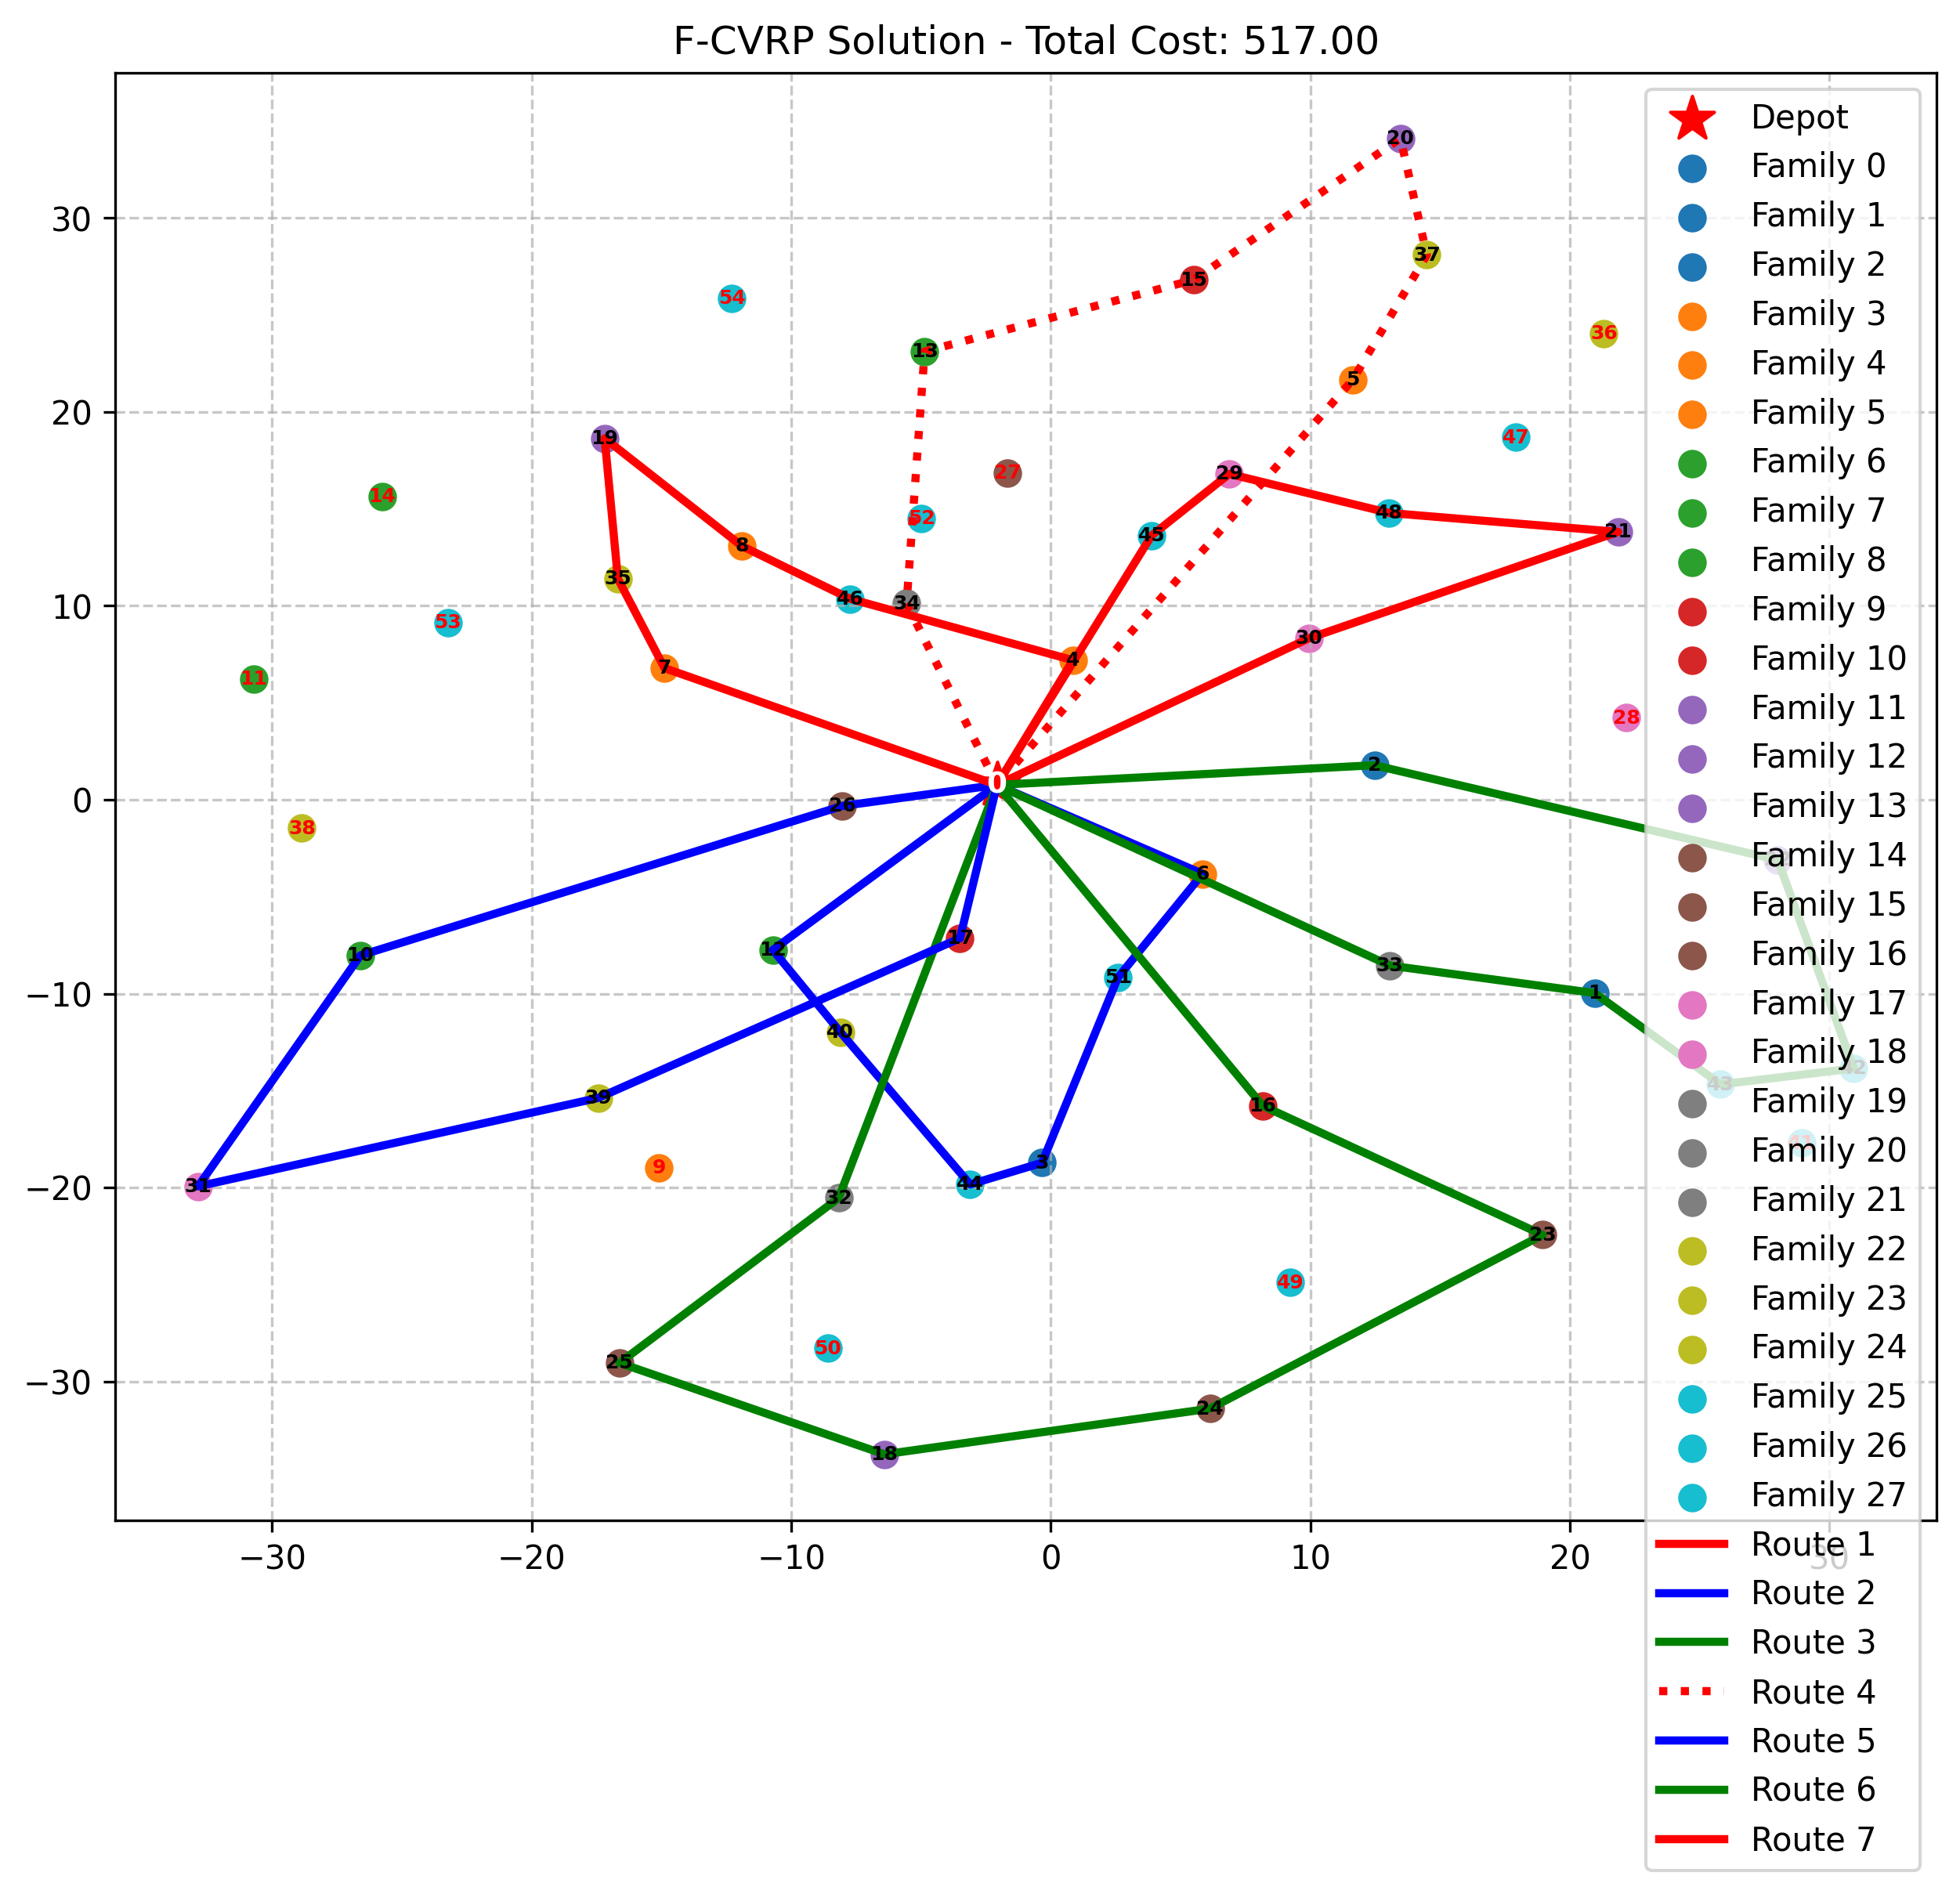 F-CVRP Solution - Total Cost: 517.00
20
37
15
54
36
13
5
19
47
27
29
14
52
48
21
45
8
35
46
34
53
30
4
7
11
28
0
2
26
38
6
17
12
33
10
51
1
40
43
42
39
16
41
3
9
44
31
32
23
49
50
25
24
18
30
20
10
0
−10
−20
−30
−30
−20
−10
0
10
20
30
Depot
Family 0
Family 1
Family 2
Family 3
Family 4
Family 5
Family 6
Family 7
Family 8
Family 9
Family 10
Family 11
Family 12
Family 13
Family 14
Family 15
Family 16
Family 17
Family 18
Family 19
Family 20
Family 21
Family 22
Family 23
Family 24
Family 25
Family 26
Family 27
Route 1
Route 2
Route 3
Route 4
Route 5
Route 6
Route 7